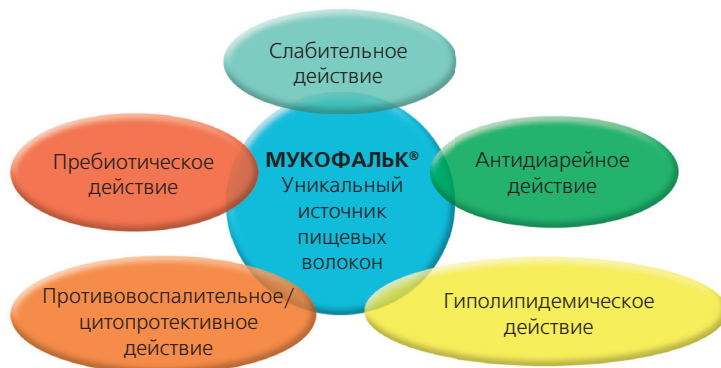 Слабительное
действие
Пребиотическое
действие
МУКОФАЛЬК®
Уникальный
источник
пищевых
волокон
Антидиарейное
действие
Противовоспалительное/
цитопротективное
действие
Гиполипидемическое
действие